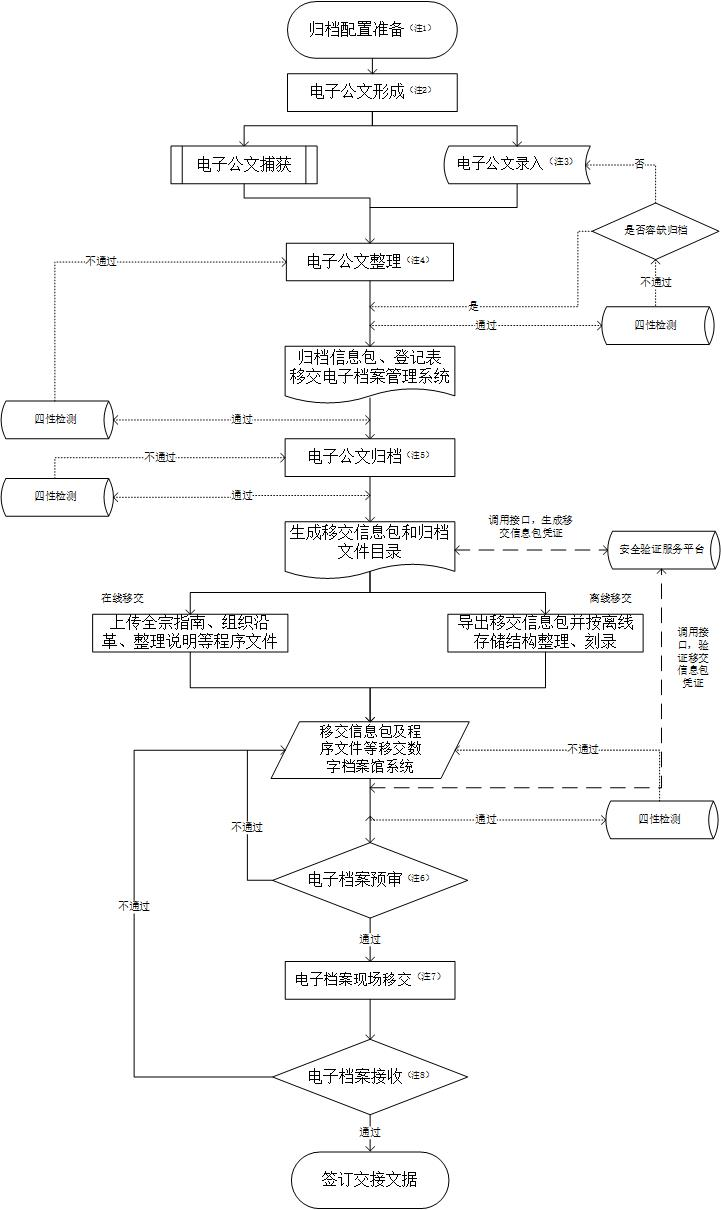 归档配置准备（注1）
电子公文形成（注2）
电子公文捕获
电子公文录入（注3）
否
是否容缺归档
不通过
电子公文整理（注4）
不通过
是
通过
四性检测
归档信息包、登记表
移交电子档案管理系统
四性检测
通过
电子公文归档（注5）
不通过
四性检测
通过
调用接口，生成移
交信息包凭证
生成移交信息包和归档
文件目录
安全验证服务平台
在线移交
离线移交
上传全宗指南、组织沿
革、整理说明等程序文件
导出移交信息包并按离线
存储结构整理、刻录
调用接
口，验
证移交
信息包
凭证
移交信息包及程
序文件等移交数
字档案馆系统
不通过
通过
四性检测
不通过
电子档案预审（注6）
不通过
通过
电子档案现场移交（注7）
电子档案接收（注8）
通过
签订交接文据